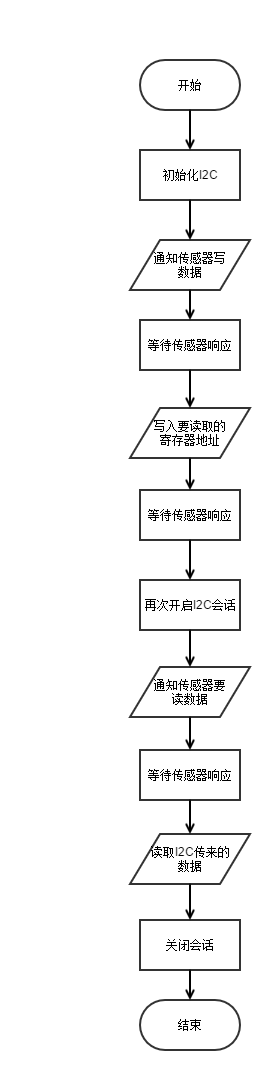 开始
初始化I2C
通知传感器写
数据
等待传感器响应
写入要读取的
寄存器地址
等待传感器响应
再次开启I2C会话
通知传感器要
读数据
等待传感器响应
读取I2C传来的
数据
关闭会话
结束